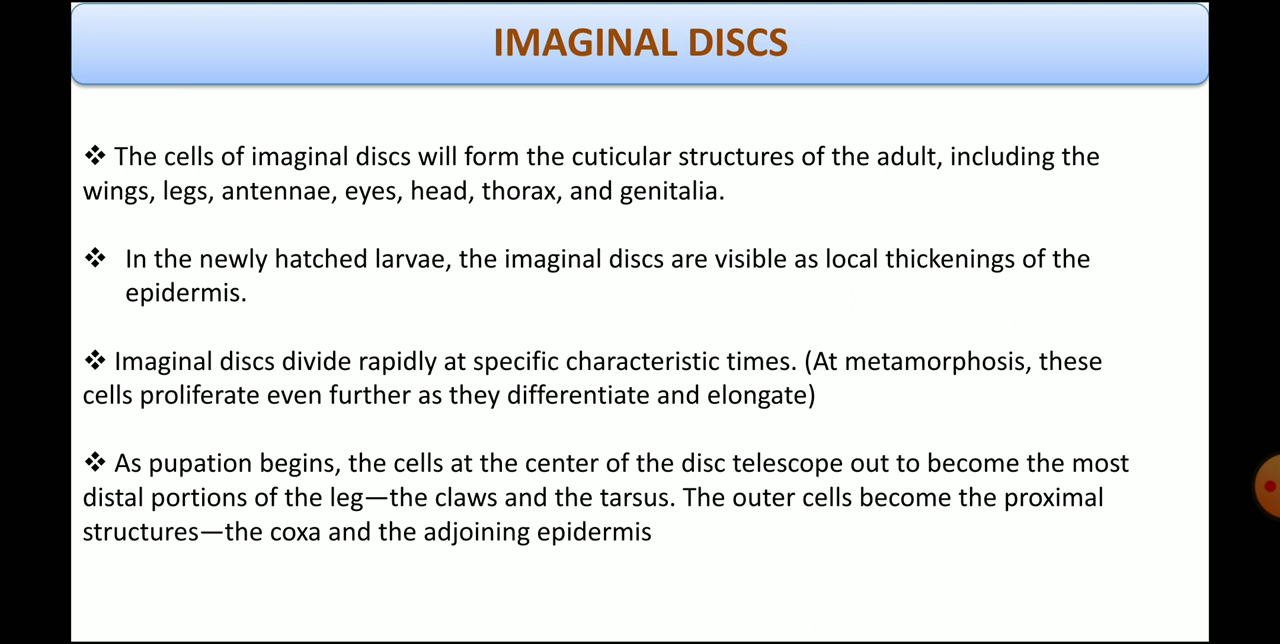 IMAGINAL DISCS
❖ The cells of imaginal discs will form the cuticular structures of the adult, including the
wings, legs, antennae, eyes, head, thorax, and genitalia.
❖ In the newly hatched larvae, the imaginal discs are visible as local thickenings of the
epidermis.
❖ Imaginal discs divide rapidly at specific characteristic times. (At metamorphosis, these
cells proliferate even further as they differentiate and elongate)
❖ As pupation begins, the cells at the center of the disc telescope out to become the most
distal portions of the leg—the claws and the tarsus. The outer cells become the proximal
structures—the coxa and the adjoining epidermis